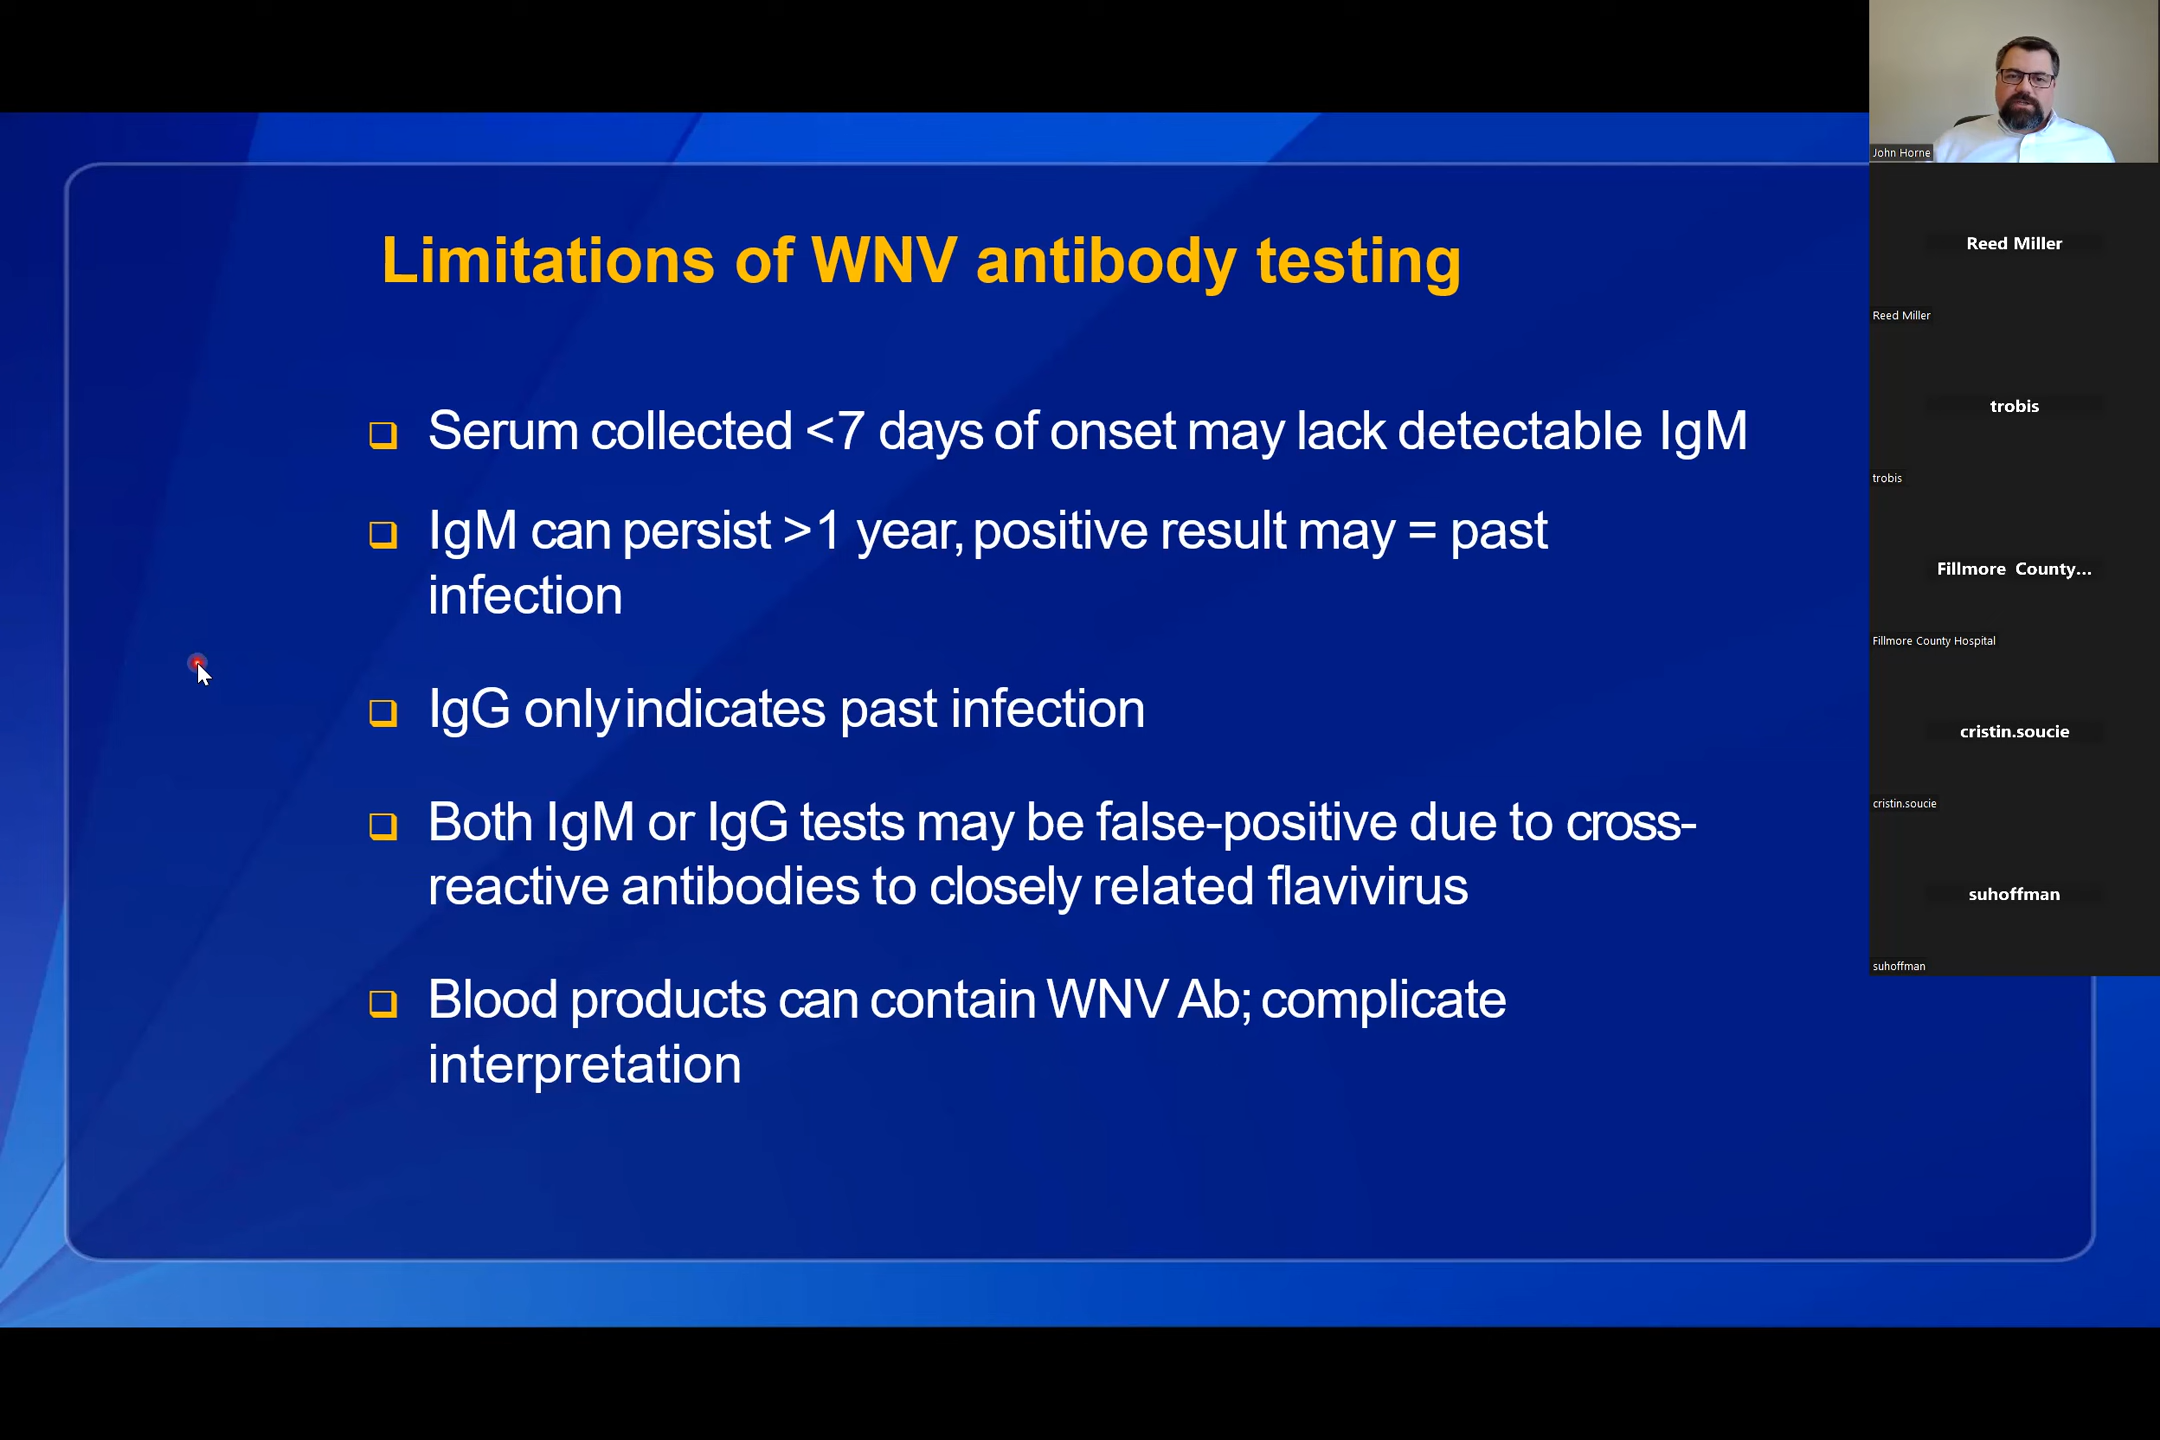 Limitations of WNV antibody testing
Serum collected <7 days of onset may lack detectable IgM
IgM can persist >1 year, positive result may = past
infection
IgG only indicates past infection
Both IgM or IgG tests may be false-positive due to cross-
reactive antibodies to closely related flavivirus
Blood products can contain WNV Ab; complicate
interpretation
John Horne
Reed Miller
Reed Miller
trobis
trobis
Fillmore County...
Fillmore County Hospital
cristin.soucie
cristin.soucie
suhoffman
suhoffman